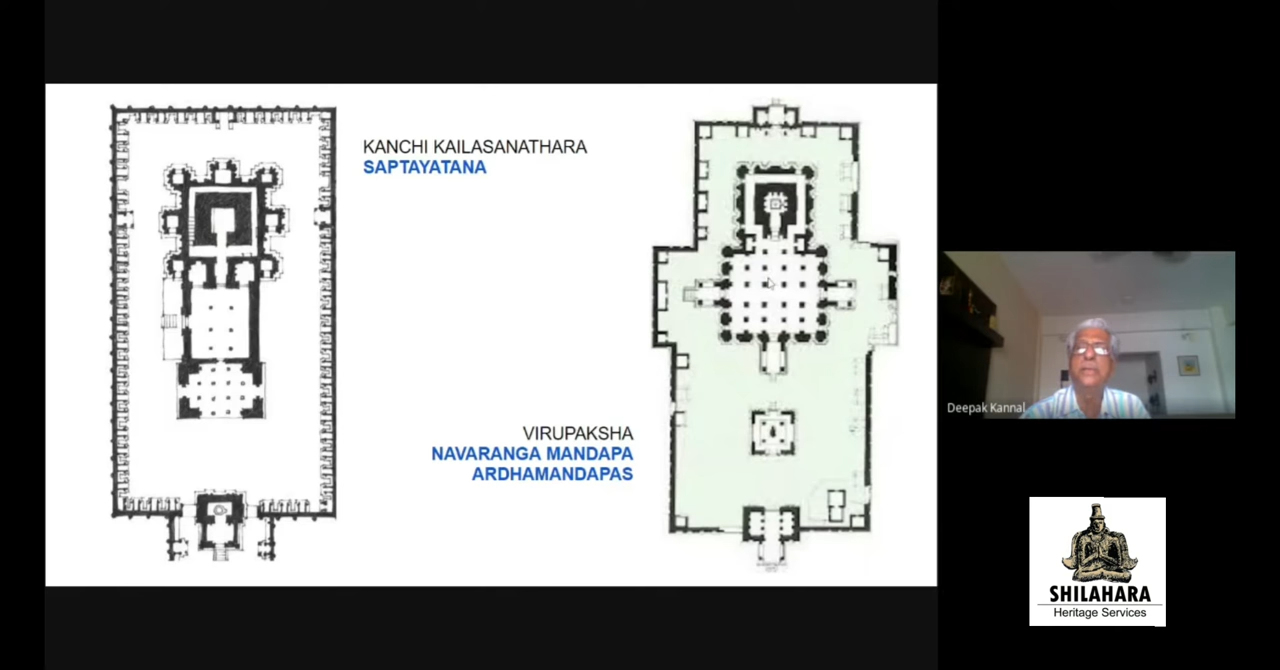 KANCHI KAILASANATHARA
SAPTAYATANA
VIRUPAKSHA
NAVARANGA MANDAPA
ARDHAMANDAPAS
Deepak Kannal
SHILAHARA
Heritage Services